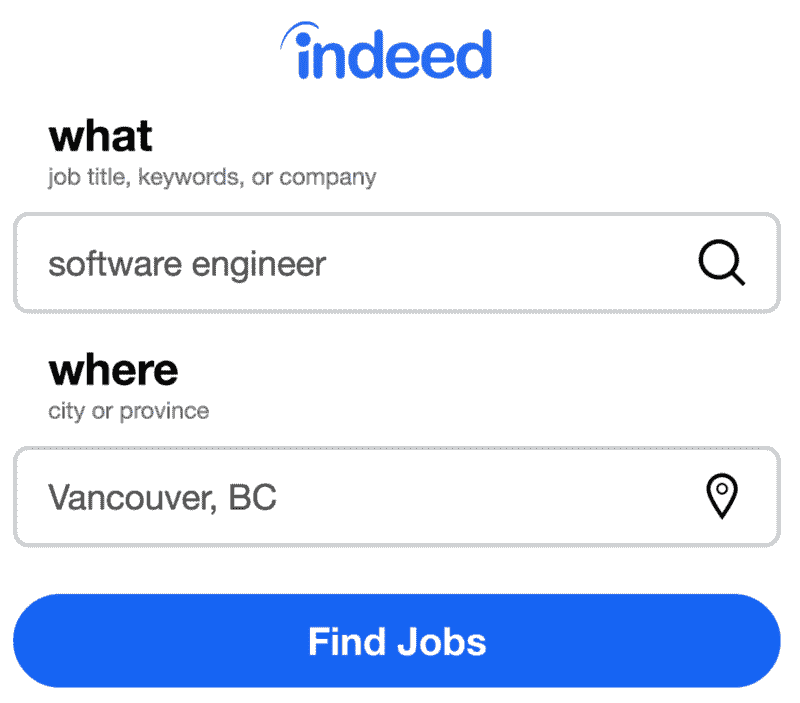 indeed
what
job title, keywords, or company
software engineer
where
city or province
Vancouver, BC
Find Jobs